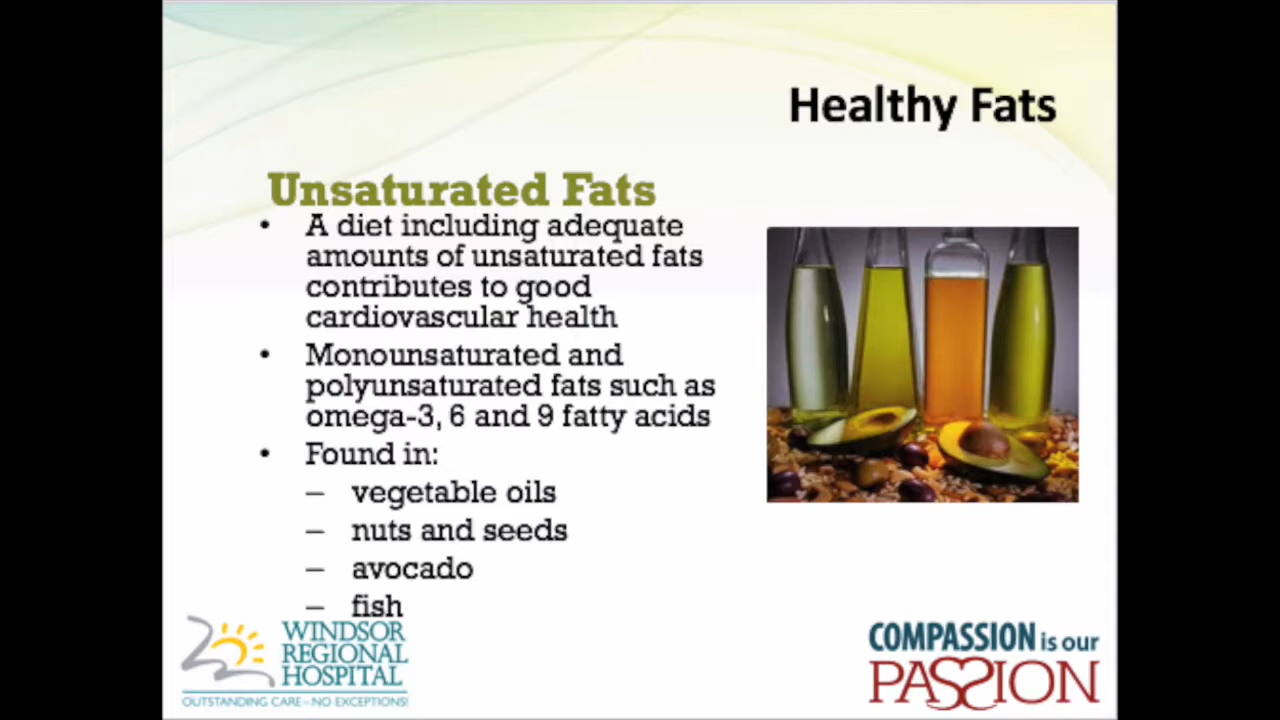 Healthy Fats
Unsaturated Fats
• A diet including adequate
amounts of unsaturated fats
contributes to good
cardiovascular health
• Monounsaturated and
polyunsaturated fats such as
omega-3, 6 and 9 fatty acids
• Found in:
– vegetable oils
– nuts and seeds
– avocado
– fish
WINDSOR
REGIONAL
HOSPITAL
OUTSTANDING CARE – NO EXCEPTIONS!
COMPASSION is our
PASSION